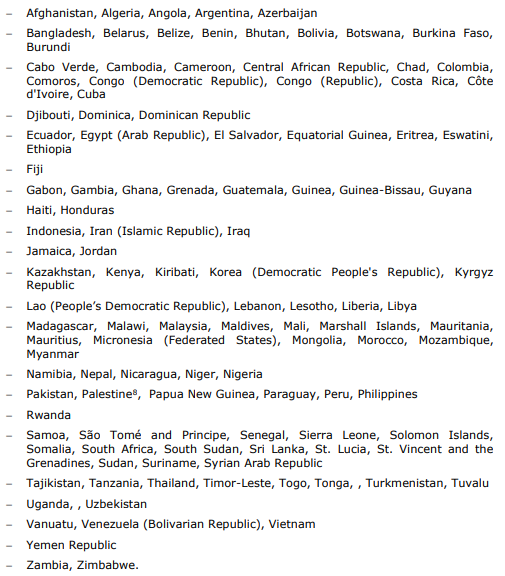 – Afghanistan, Algeria, Angola, Argentina, Azerbaijan
– Bangladesh, Belarus, Belize, Benin, Bhutan, Bolivia, Botswana, Burkina Faso,
Burundi
– Cabo Verde, Cambodia, Cameroon, Central African Republic, Chad, Colombia,
Comoros, Congo (Democratic Republic), Congo (Republic), Costa Rica, Côte
d'Ivoire, Cuba
– Djibouti, Dominica, Dominican Republic
– Ecuador, Egypt (Arab Republic), El Salvador, Equatorial Guinea, Eritrea, Eswatini,
Ethiopia
– Fiji
– Gabon, Gambia, Ghana, Grenada, Guatemala, Guinea, Guinea-Bissau, Guyana
– Haiti, Honduras
– Indonesia, Iran (Islamic Republic), Iraq
– Jamaica, Jordan
– Kazakhstan, Kenya, Kiribati, Korea (Democratic People's Republic), Kyrgyz
Republic
– Lao (People’s Democratic Republic), Lebanon, Lesotho, Liberia, Libya
– Madagascar, Malawi, Malaysia, Maldives, Mali, Marshall Islands, Mauritania,
Mauritius, Micronesia (Federated States), Mongolia, Morocco, Mozambique,
Myanmar
– Namibia, Nepal, Nicaragua, Niger, Nigeria
– Pakistan, Palestine⁸, Papua New Guinea, Paraguay, Peru, Philippines
– Rwanda
– Samoa, São Tomé and Principe, Senegal, Sierra Leone, Solomon Islands,
Somalia, South Africa, South Sudan, Sri Lanka, St. Lucia, St. Vincent and the
Grenadines, Sudan, Suriname, Syrian Arab Republic
– Tajikistan, Tanzania, Thailand, Timor-Leste, Togo, Tonga, , Turkmenistan, Tuvalu
– Uganda, , Uzbekistan
– Vanuatu, Venezuela (Bolivarian Republic), Vietnam
– Yemen Republic
– Zambia, Zimbabwe.